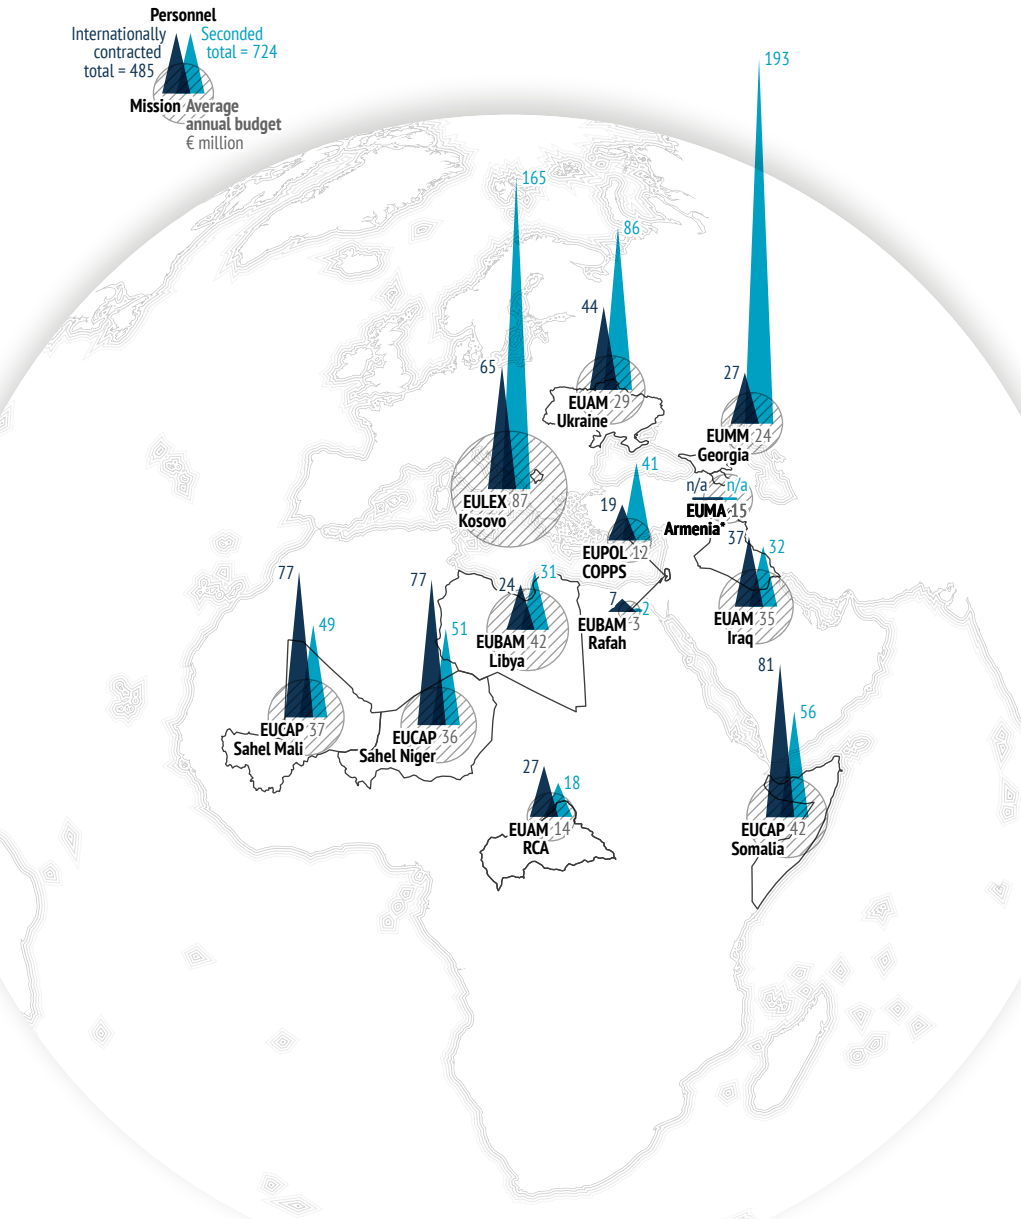 Personnel
Internationally
contracted
total = 485
Seconded
total = 724
Mission
Average
annual budget
€ million
193
165
86
44
65
27
EUAM 29
Ukraine
EUMM 24
Georgia
41
n/a n/a
EULEX 87
Kosovo
19
EUMA 15
Armenia*
37
32
EUPOL 12
COPPS
77
77
24
31
7
2
EUBAM 3
Rafah
EUAM 35
Iraq
49
51
EUBAM 42
Libya
81
56
EUCAP 37
Sahel Mali
EUCAP 36
Sahel Niger
27
18
EUAM 14
RCA
EUCAP 42
Somalia